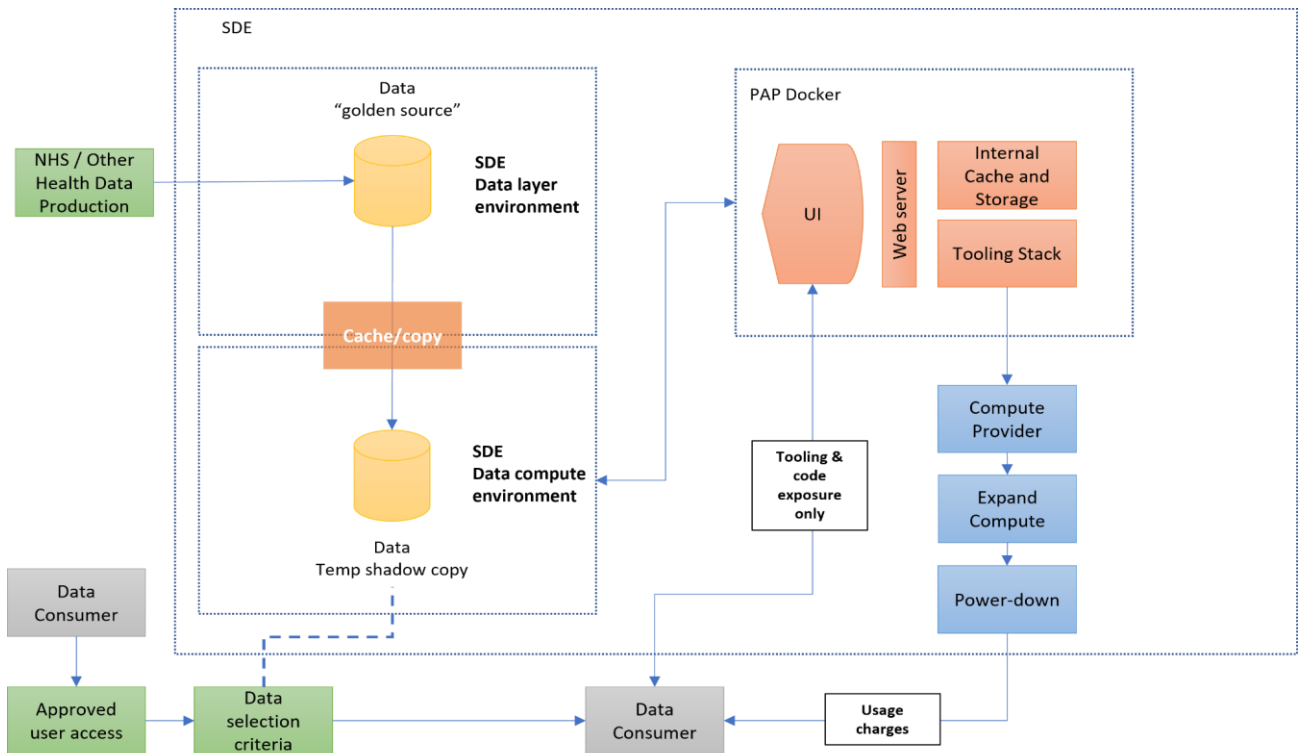 SDE
Data
“golden source”
SDE
Data layer
environment
NHS / Other
Health Data
Production
Cache/copy
SDE
Data compute
environment
Data
Temp shadow copy
PAP Docker
UI
Web server
Internal
Cache and
Storage
Tooling Stack
Tooling &
code
exposure
only
Compute
Provider
Expand
Compute
Power-down
Data
Consumer
Approved
user access
Data
selection
criteria
Data
Consumer
Usage
charges